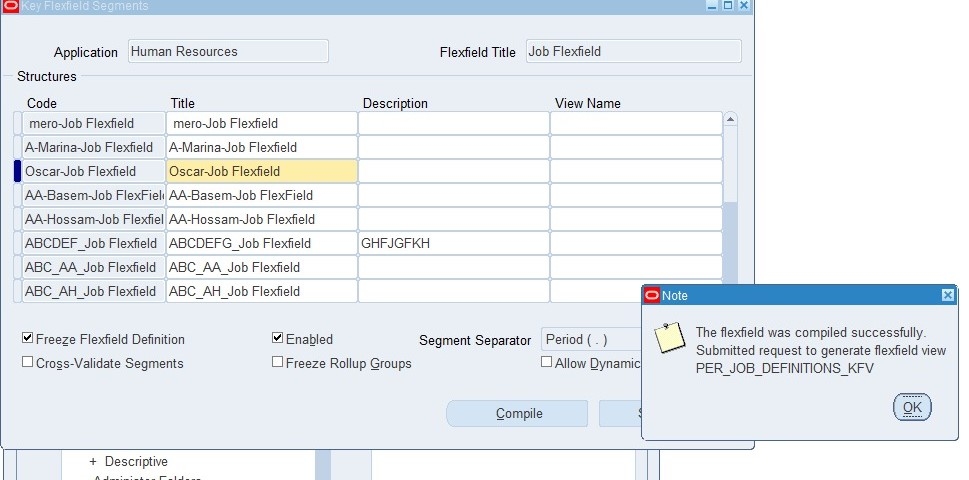 Key Flexfield Segments
Application Human Resources Flexfield Title Job Flexfield
Structures
Code Title Description View Name
mero-Job Flexfield mero-Job Flexfield
A-Marina-Job Flexfield A-Marina-Job Flexfield
Oscar-Job Flexfield Oscar-Job Flexfield
AA-Basem-Job FlexFiel AA-Basem-Job FlexField
AA-Hossam-Job Flexfiel AA-Hossam-Job Flexfield
ABCDEF_Job Flexfield ABCDEFG_Job Flexfield GHFJGFKH
ABC_AA_Job Flexfield ABC_AA_Job Flexfield
ABC_AH_Job Flexfield ABC_AH_Job Flexfield
Freeze Flexfield Definition Enabled Segment Separator Period ( . )
Cross-Validate Segments Freeze Rollup Groups Allow Dynamic
Compile S
Note
The flexfield was compiled successfully.
Submitted request to generate flexfield view
PER_JOB_DEFINITIONS_KFV
OK
+ Descriptive
Administer Folders